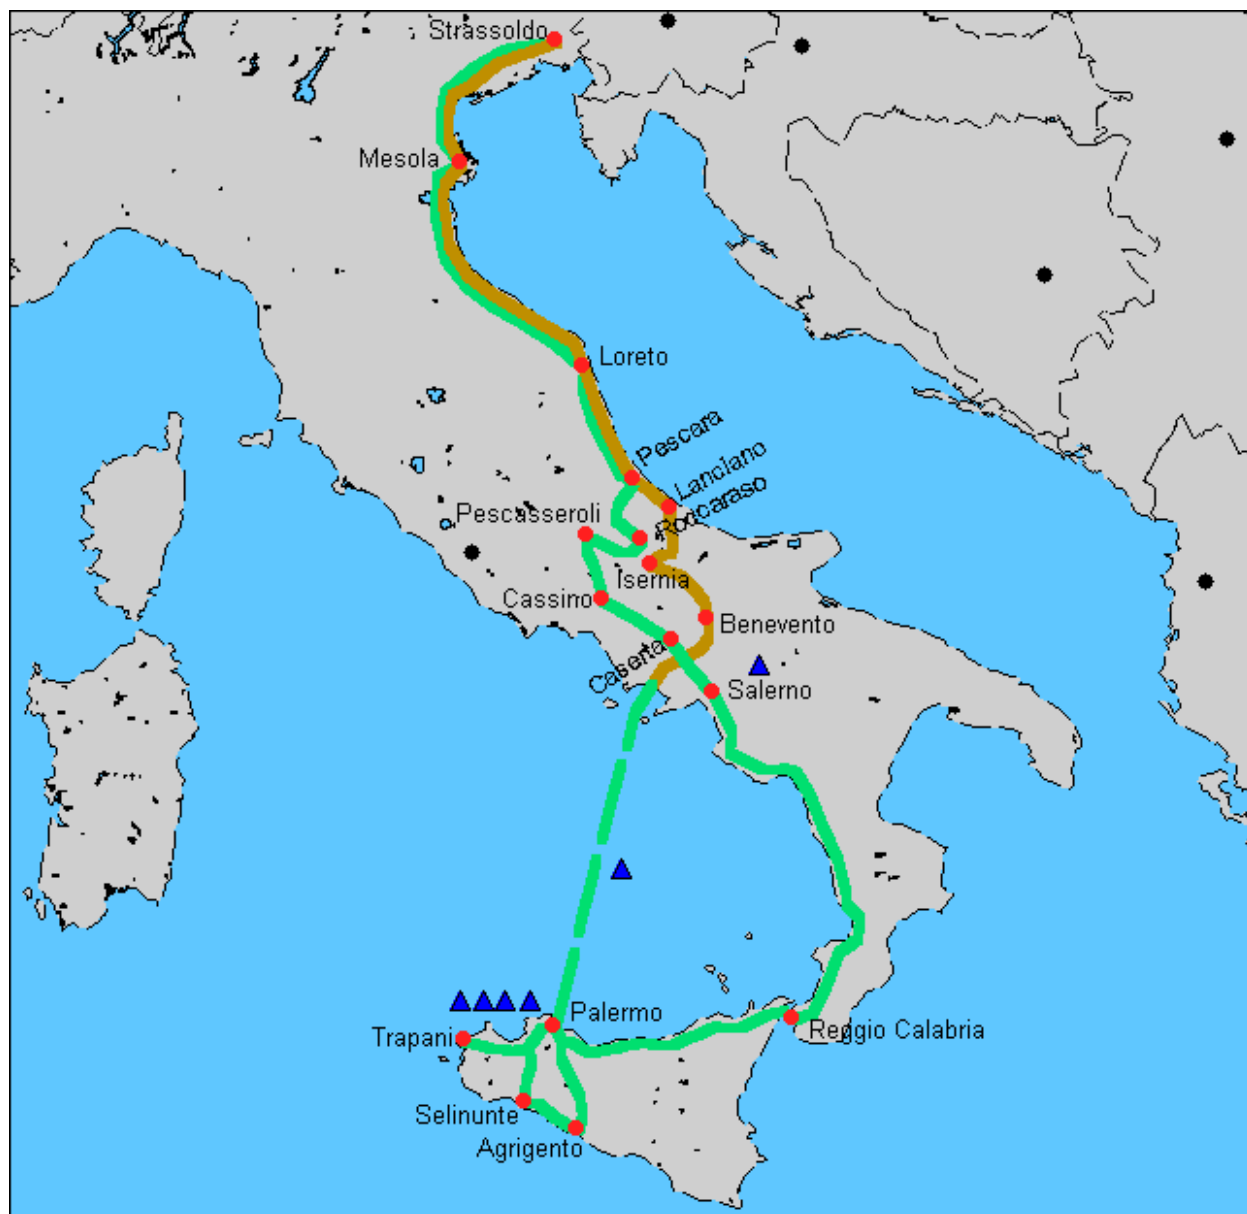 Strassoldo
Mesola
Loreto
Pescara
Lanciano
Roccaraso
Pescasseroli
Isernia
Cassino
Benevento
Caserta
Salerno
Palermo
Trapani
Reggio Calabria
Selinunte
Agrigento